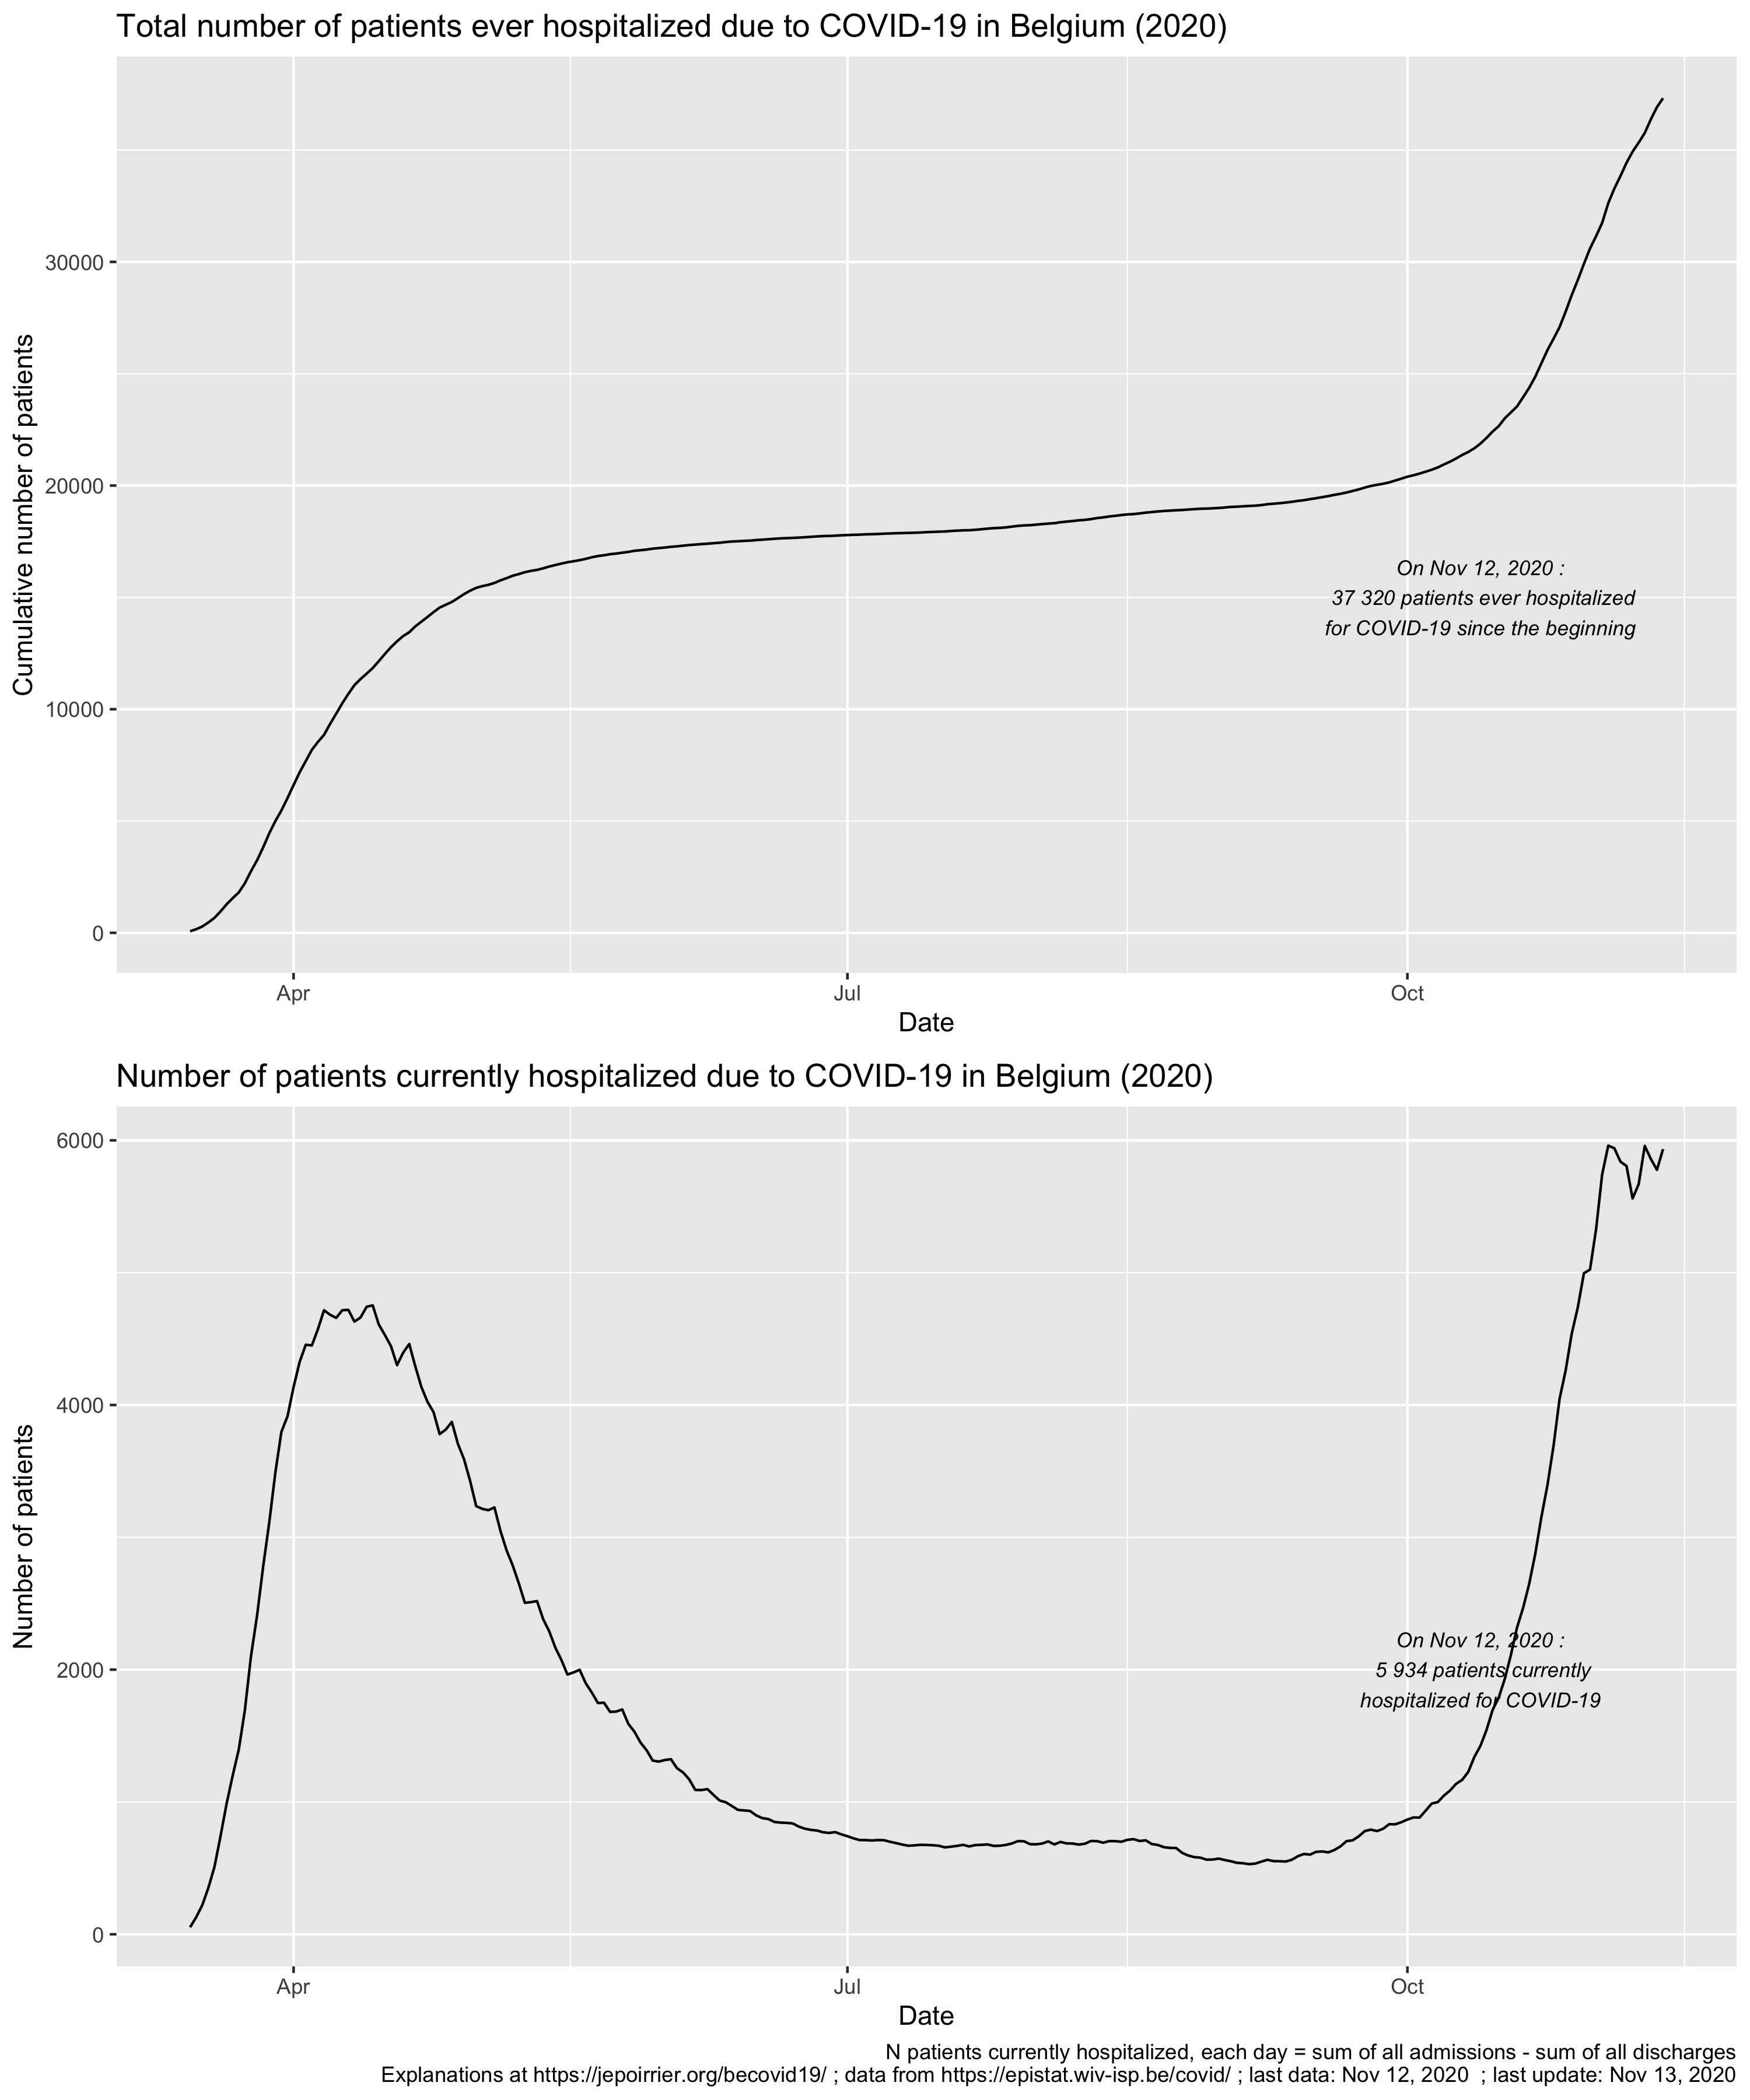 Total number of patients ever hospitalized due to COVID-19 in Belgium (2020)
Cumulative number of patients
30000
20000
10000
0
On Nov 12, 2020 :
37 320 patients ever hospitalized
for COVID-19 since the beginning
Apr
Jul
Oct
Date
Number of patients currently hospitalized due to COVID-19 in Belgium (2020)
Number of patients
6000
4000
2000
0
On Nov 12, 2020 :
5 934 patients currently
hospitalized for COVID-19
Apr
Jul
Oct
Date
N patients currently hospitalized, each day = sum of all admissions - sum of all discharges
Explanations at https://jepoirrier.org/becovid19/ ; data from https://epistat.wiv-isp.be/covid/ ; last data: Nov 12, 2020  ; last update: Nov 13, 2020